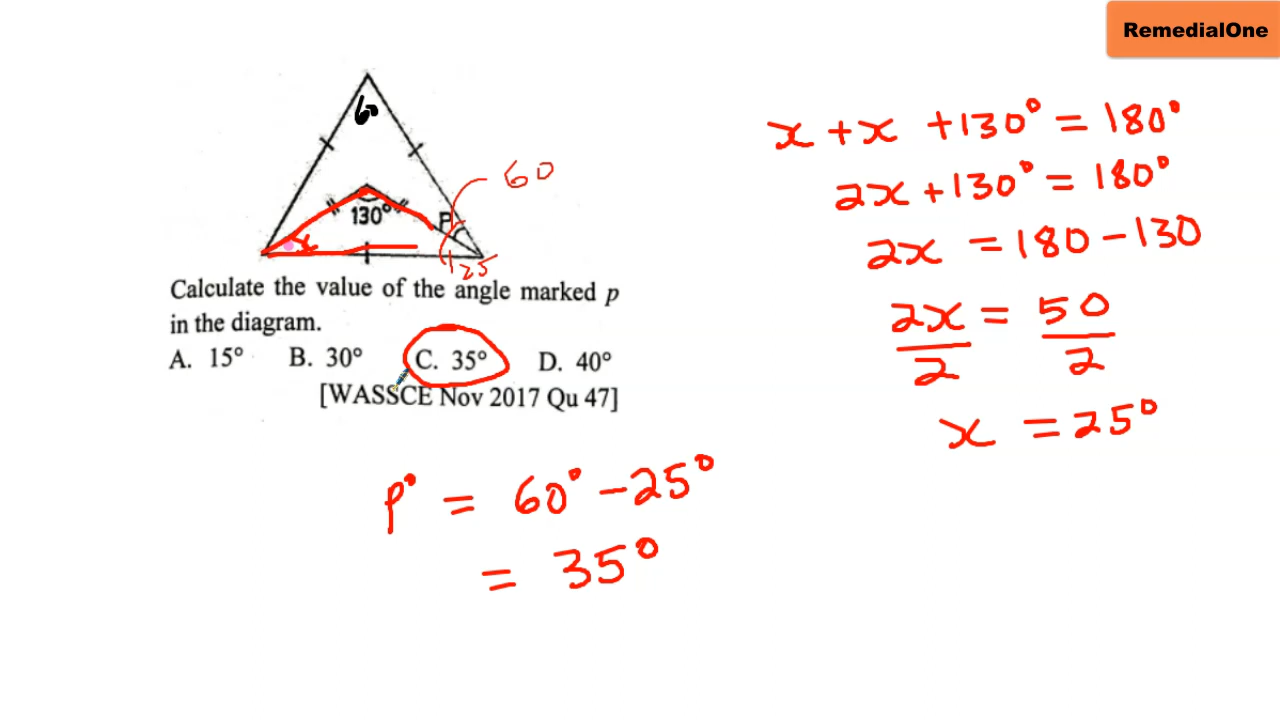 RemedialOne
60
60
130°
P
x
25
Calculate the value of the angle marked p
in the diagram.
A. 15° B. 30° C. 35° D. 40°
[WASSCE Nov 2017 Qu 47]
x + x + 130° = 180°
2x + 130° = 180°
2x = 180 - 130
2x/2 = 50/2
x = 25°
p° = 60° - 25°
= 35°